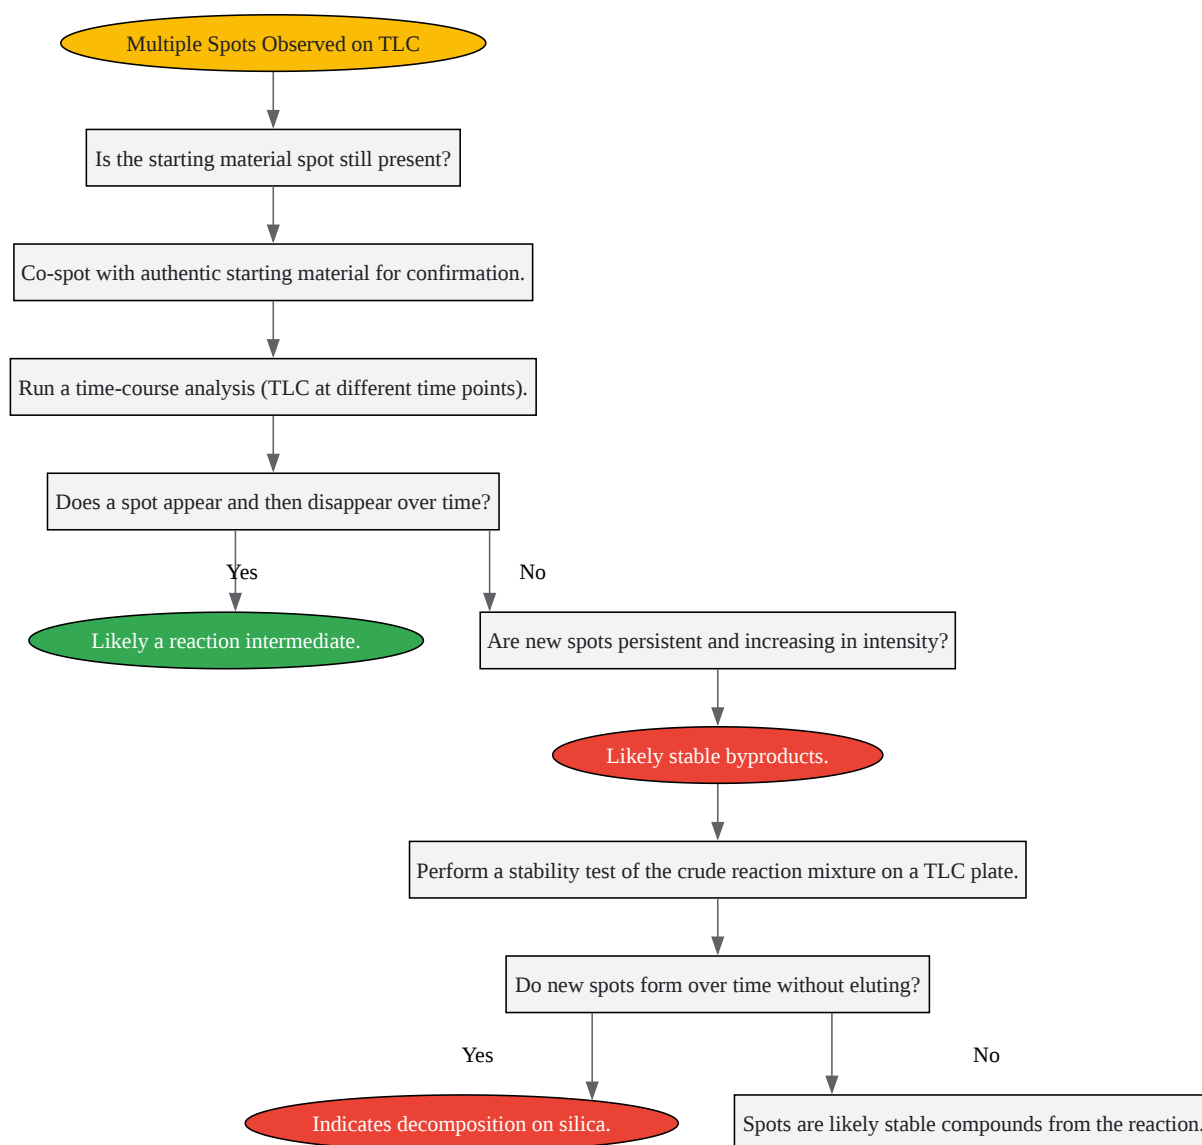 Multiple Spots Observed on TLC
Is the starting material spot still present?
Co-spot with authentic starting material for confirmation.
Run a time-course analysis (TLC at different time points).
Does a spot appear and then disappear over time?
Yes
No
Likely a reaction intermediate.
Are new spots persistent and increasing in intensity?
Likely stable byproducts.
Perform a stability test of the crude reaction mixture on a TLC plate.
Do new spots form over time without eluting?
Yes
No
Indicates decomposition on silica.
Spots are likely stable compounds from the reaction.